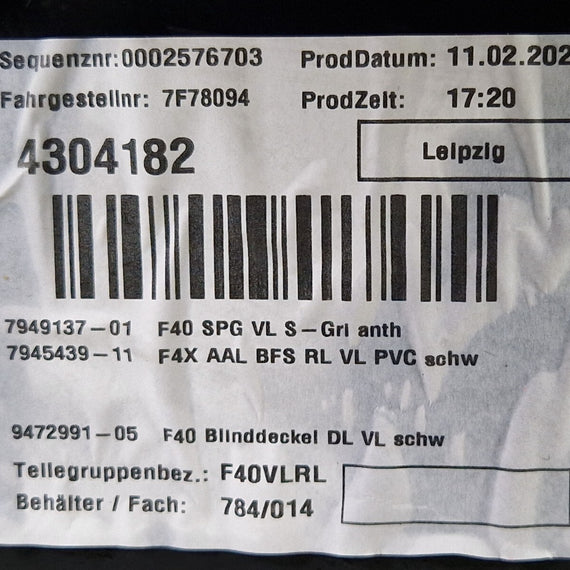 Sequenznr:0002576703 ProdDatum: 11.02.202
Fahrgestellnr: 7F78094 ProdZeit: 17:20
4304182 Leipzig
7949137-01 F40 SPG VL S-Gri anth
7945439-11 F4X AAL BFS RL VL PVC schw
9472991-05 F40 Blinddeckel DL VL schw
Teilegruppenbez.: F40VLRL
Behälter / Fach: 784/014